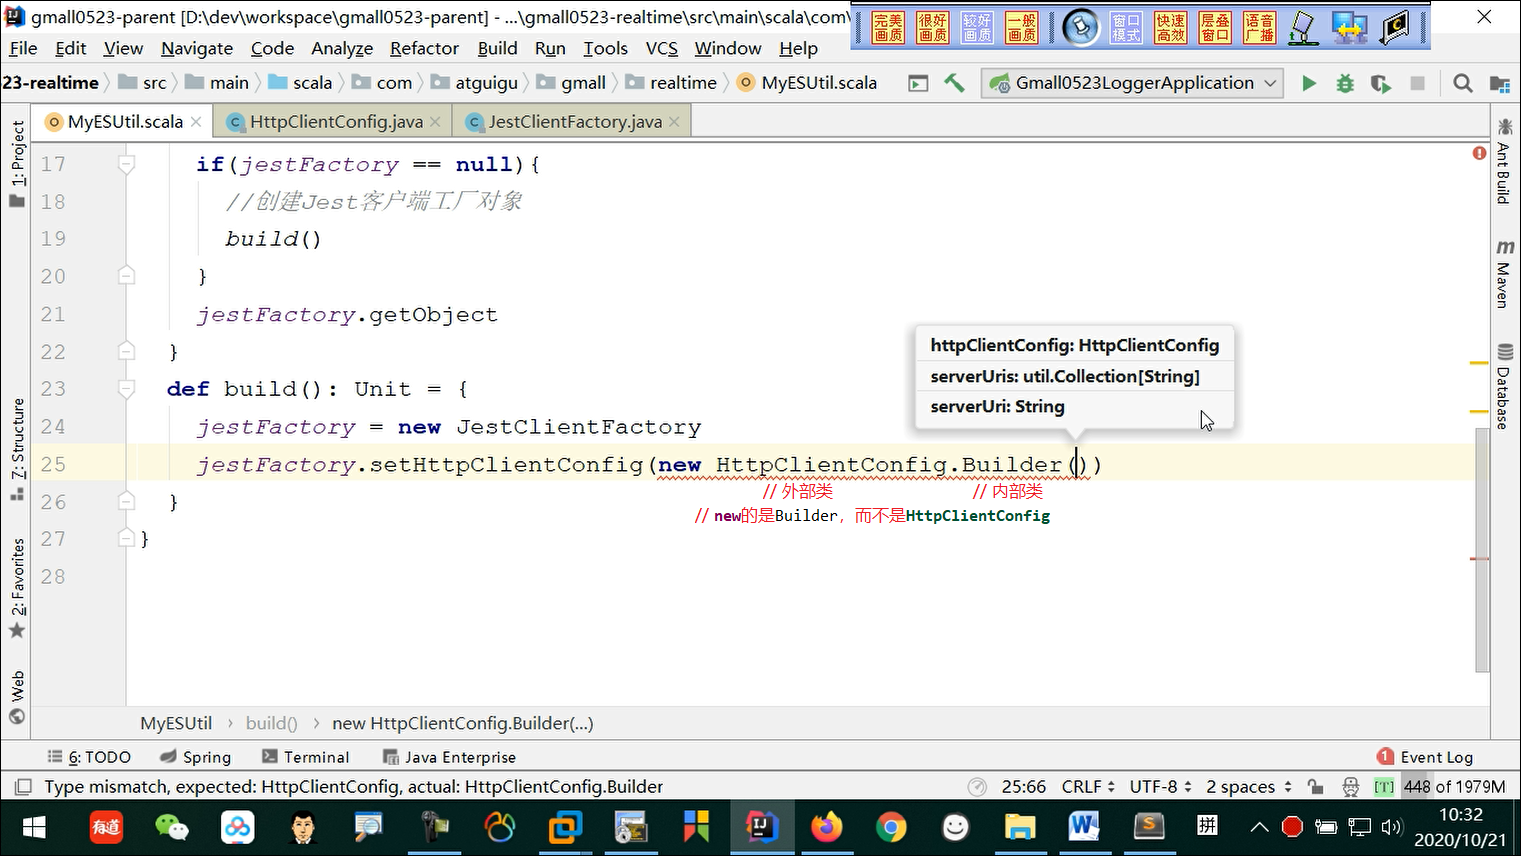 gmall0523-parent [D:\dev\workspace\gmall0523-parent] - ...\gmall0523-realtime\src\main\scala\com\
完美画质 很好画质 较好画质 一般画质 窗口模式 快速高效 层叠窗口 语音广播
File Edit View Navigate Code Analyze Refactor Build Run Tools VCS Window Help
23-realtime src main scala com atguigu gmall realtime MyESUtil.scala Gmall0523LoggerApplication
MyESUtil.scala HttpClientConfig.java JestClientFactory.java
1: Project
Z: Structure
2: Favorites
Web
Ant Build
Maven
Database
17 if(jestFactory == null){
18 //创建Jest客户端工厂对象
19 build()
20 }
21 jestFactory.getObject
22 }
23 def build(): Unit = {
24 jestFactory = new JestClientFactory
25 jestFactory.setHttpClientConfig(new HttpClientConfig.Builder())
26 }
27 }
28
httpClientConfig: HttpClientConfig
serverUris: util.Collection[String]
serverUri: String
// 外部类 // 内部类
// new的是Builder，而不是HttpClientConfig
MyESUtil › build() › new HttpClientConfig.Builder(...)
6: TODO Spring Terminal Java Enterprise 1 Event Log
Type mismatch, expected: HttpClientConfig, actual: HttpClientConfig.Builder 25:66 CRLF UTF-8 2 spaces [T] 448 of 1979M
有道 拼 10:32
2020/10/21